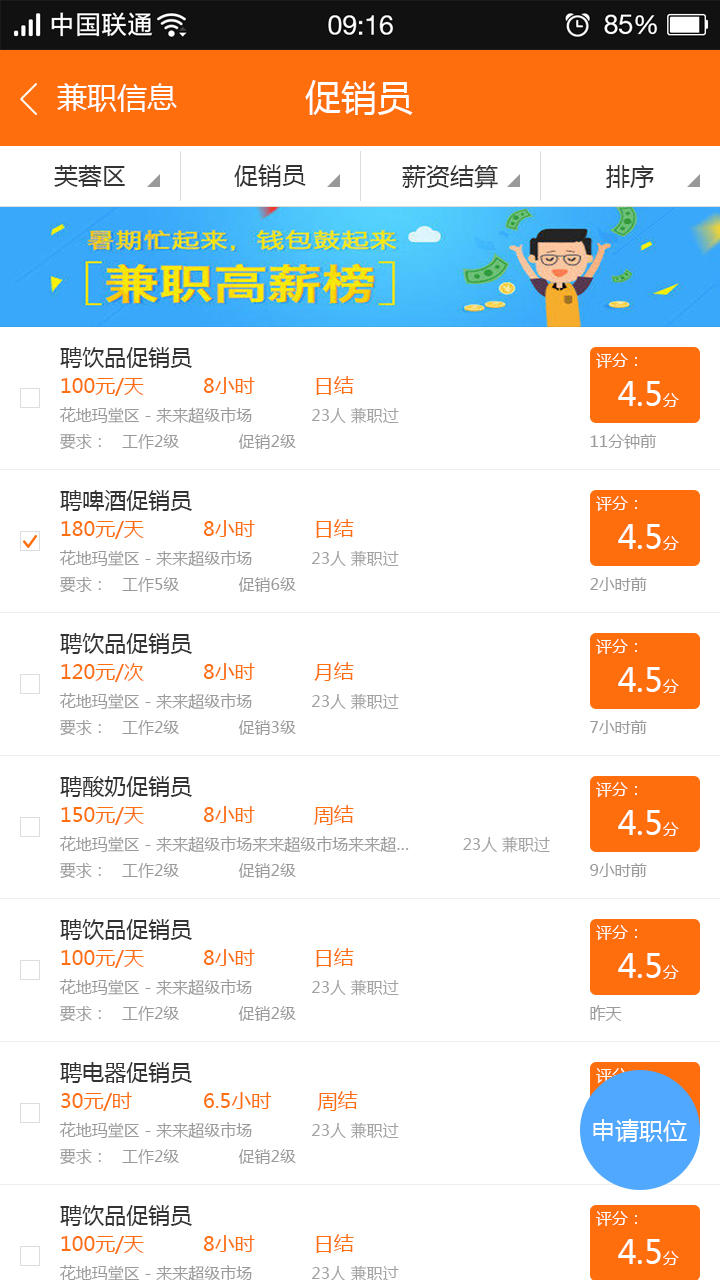 中国联通 09:16 85%
兼职信息 促销员
芙蓉区 促销员 薪资结算 排序
暑期忙起来，钱包鼓起来
[兼职高薪榜]
聘饮品促销员 评分：
100元/天 8小时 日结 4.5分
花地玛堂区 - 来来超级市场 23人 兼职过
要求： 工作2级 促销2级 11分钟前
聘啤酒促销员 评分：
180元/天 8小时 日结 4.5分
花地玛堂区 - 来来超级市场 23人 兼职过
要求： 工作5级 促销6级 2小时前
聘饮品促销员 评分：
120元/次 8小时 月结 4.5分
花地玛堂区 - 来来超级市场 23人 兼职过
要求： 工作2级 促销3级 7小时前
聘酸奶促销员 评分：
150元/天 8小时 周结 4.5分
花地玛堂区 - 来来超级市场来来超级市场来来超... 23人 兼职过
要求： 工作2级 促销2级 9小时前
聘饮品促销员 评分：
100元/天 8小时 日结 4.5分
花地玛堂区 - 来来超级市场 23人 兼职过
要求： 工作2级 促销2级 昨天
聘电器促销员
30元/时 6.5小时 周结
花地玛堂区 - 来来超级市场 23人 兼职过 申请职位
要求： 工作2级 促销2级
聘饮品促销员 评分：
100元/天 8小时 日结 4.5分
花地玛堂区 - 来来超级市场 23人 兼职过